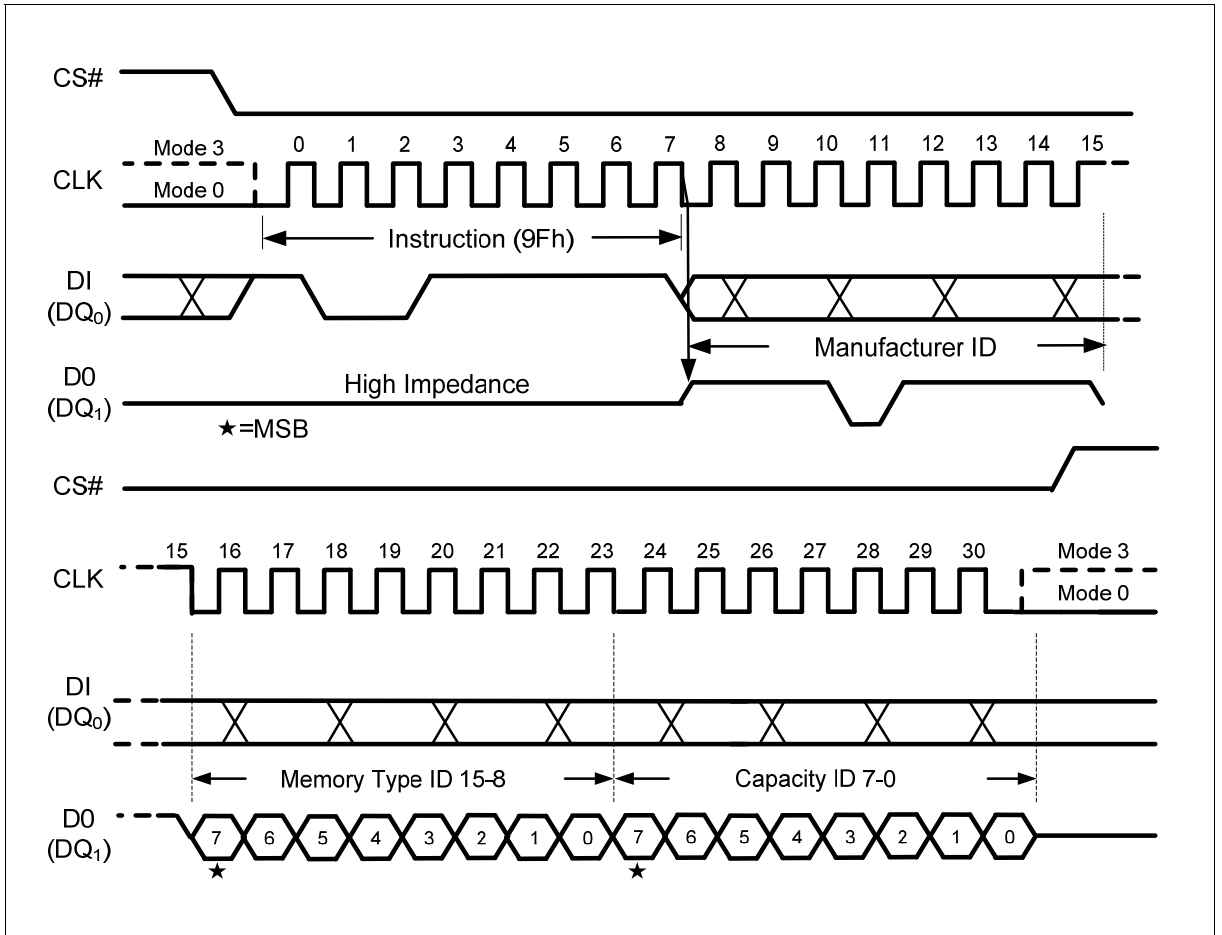 CS#
Mode 3
0 1 2 3 4 5 6 7 8 9 10 11 12 13 14 15
CLK
Mode 0
Instruction (9Fh)
DI
(DQ0)
Manufacturer ID
D0
(DQ1)
High Impedance
★=MSB
CS#
15 16 17 18 19 20 21 22 23 24 25 26 27 28 29 30
Mode 3
CLK
Mode 0
DI
(DQ0)
Memory Type ID 15-8
Capacity ID 7-0
D0
(DQ1)
7 6 5 4 3 2 1 0 7 6 5 4 3 2 1 0
★ ★